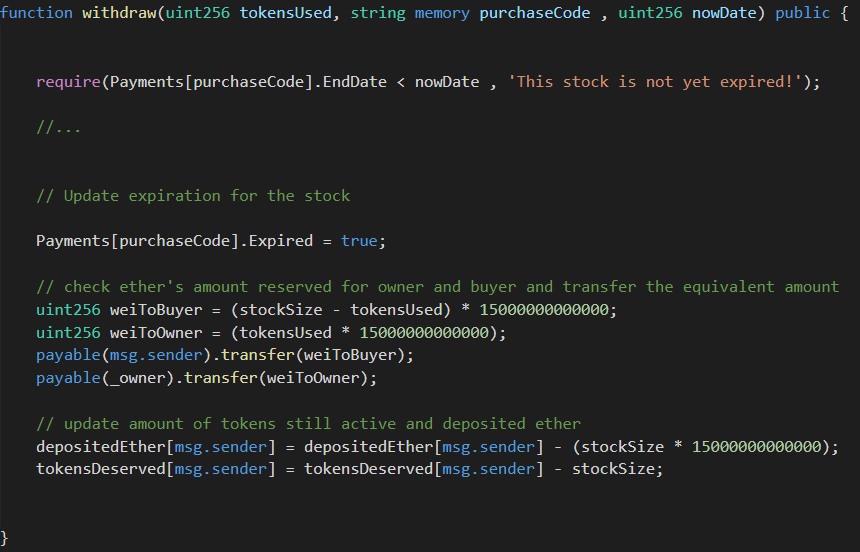 function withdraw(uint256 tokensUsed, string memory purchaseCode , uint256 nowDate) public {
require(Payments[purchaseCode].EndDate < nowDate , 'This stock is not yet expired!');
//...
// Update expiration for the stock
Payments[purchaseCode].Expired = true;
// check ether's amount reserved for owner and buyer and transfer the equivalent amount
uint256 weiToBuyer = (stockSize - tokensUsed) * 15000000000000;
uint256 weiToOwner = (tokensUsed * 15000000000000);
payable(msg.sender).transfer(weiToBuyer);
payable(_owner).transfer(weiToOwner);
// update amount of tokens still active and deposited ether
depositedEther[msg.sender] = depositedEther[msg.sender] - (stockSize * 15000000000000);
tokensDeserved[msg.sender] = tokensDeserved[msg.sender] - stockSize;
}